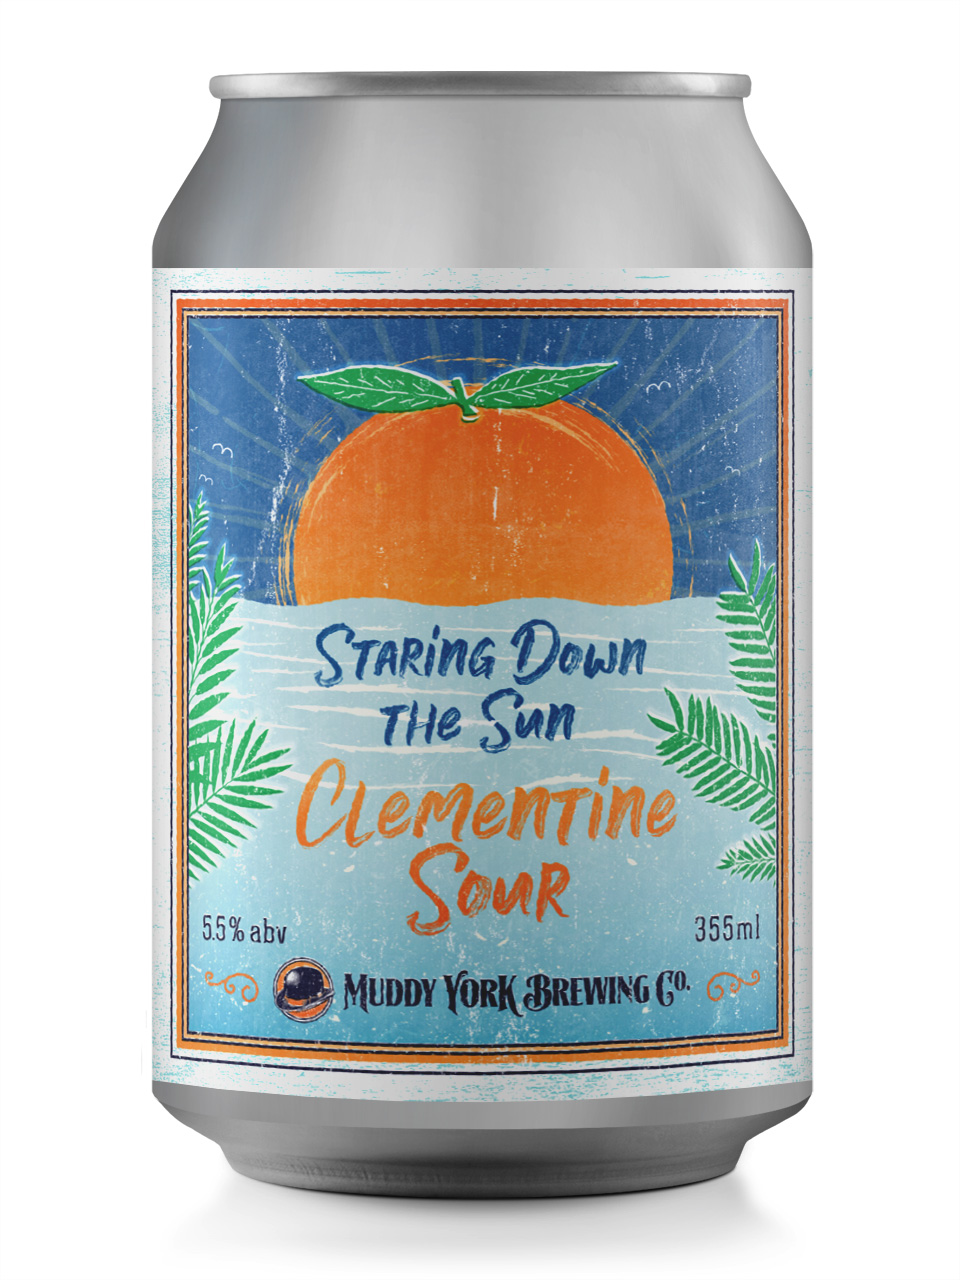 Staring Down
the Sun
Clementine
Sour
5.5% abv
355ml
Muddy York Brewing Co.